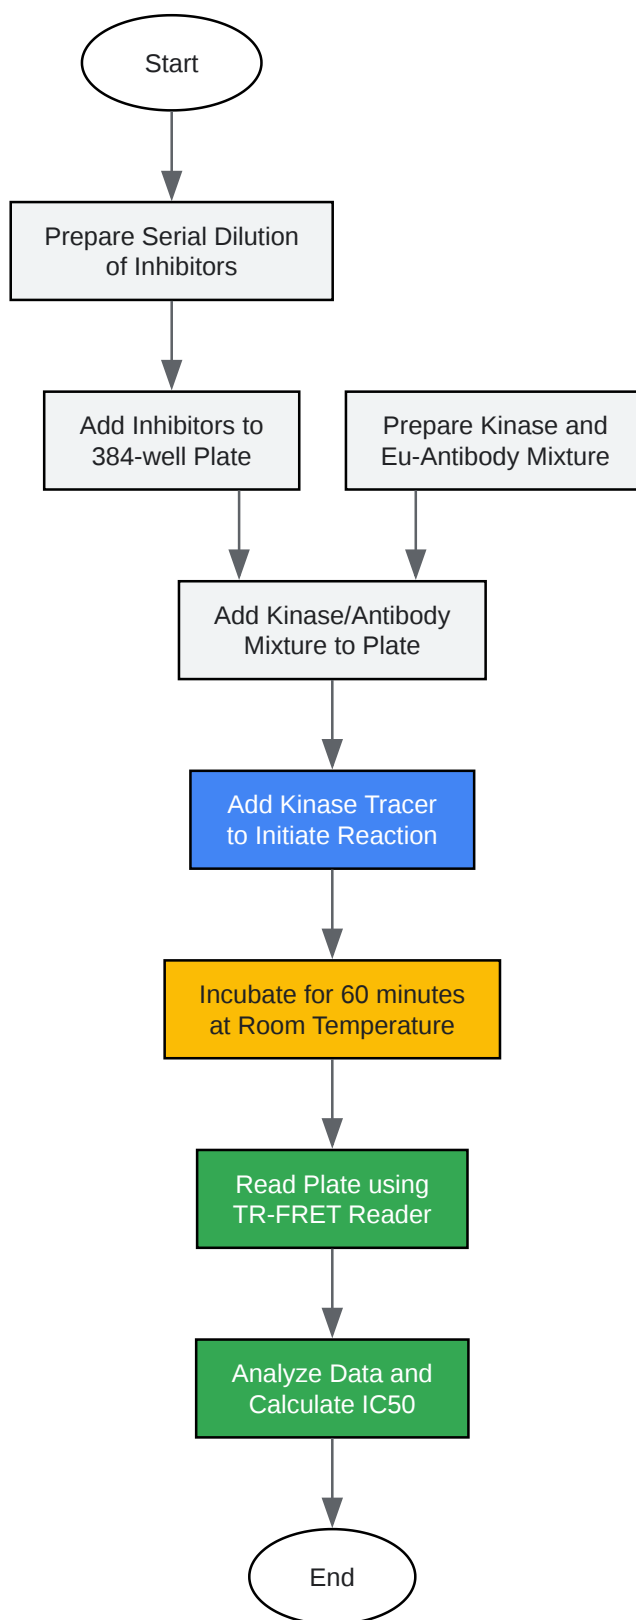 Start
Prepare Serial Dilution
of Inhibitors
Add Inhibitors to
384-well Plate
Prepare Kinase and
Eu-Antibody Mixture
Add Kinase/Antibody
Mixture to Plate
Add Kinase Tracer
to Initiate Reaction
Incubate for 60 minutes
at Room Temperature
Read Plate using
TR-FRET Reader
Analyze Data and
Calculate IC50
End